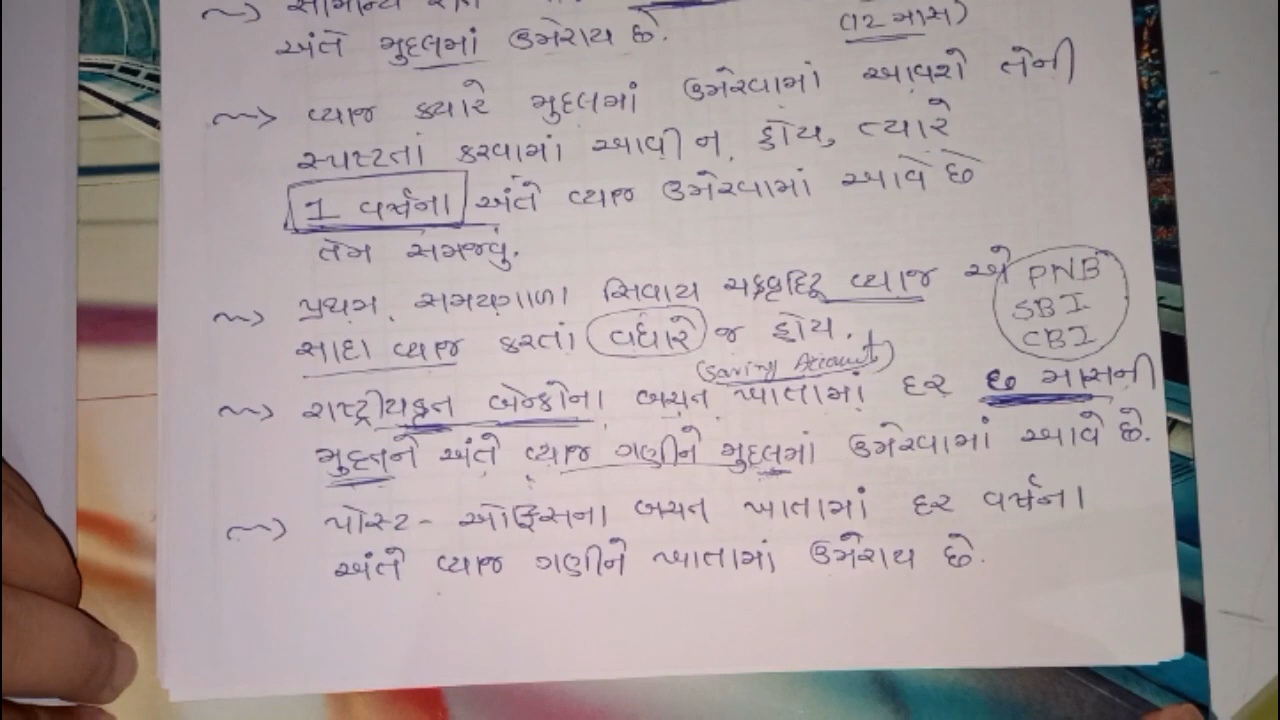 સામાન્ય રીતે
(12 માસ)
અંતે મુદ્દલમાં ઉમેરાય છે.
વ્યાજ ક્યારે મુદ્દલમાં ઉમેરવામાં આવશે તેની
સ્પષ્ટતાં કરવામાં આવી ન હોય, ત્યારે
1 વર્ષના અંતે વ્યાજ ઉમેરવામાં આવે છે
તેમ સમજવું.
પ્રથમ સમયગાળા સિવાય ચક્રવૃદ્ધિ વ્યાજ એ
PNB
SBI
CBI
સાદા વ્યાજ કરતાં વધારે જ હોય.
(Saving Account)
રાષ્ટ્રીયકૃત બેન્કોના બચત ખાતામાં દર છ માસની
મુદ્દતને અંતે વ્યાજ ગણીને મુદ્દલમાં ઉમેરવામાં આવે છે.
પોસ્ટ - ઓફિસના બચત ખાતામાં દર વર્ષના
અંતે વ્યાજ ગણીને ખાતામાં ઉમેરાય છે.